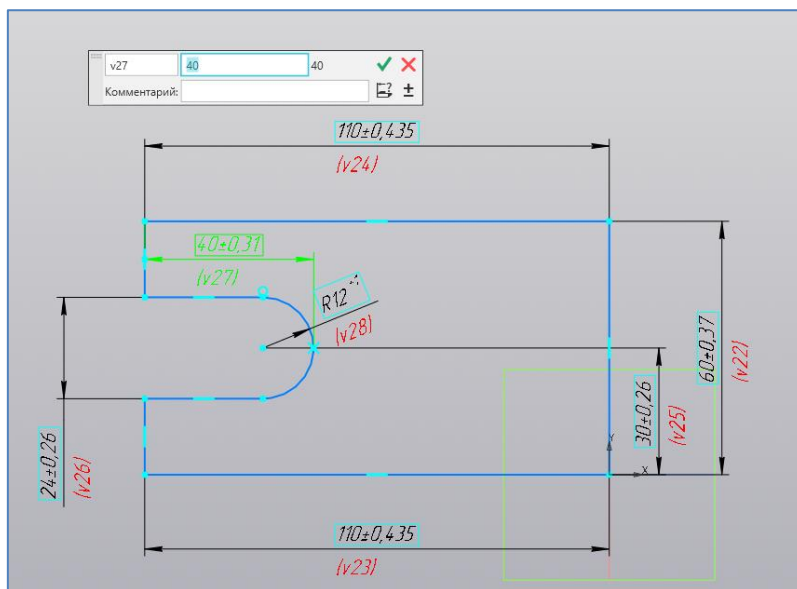 v27 40 40
Комментарий:
110±0,435
(v24)
40±0,31
(v27)
R12
(v28)
60±0,37
(v22)
30±0,26
(v25)
24±0,26
(v26)
Y
X
110±0,435
(v23)